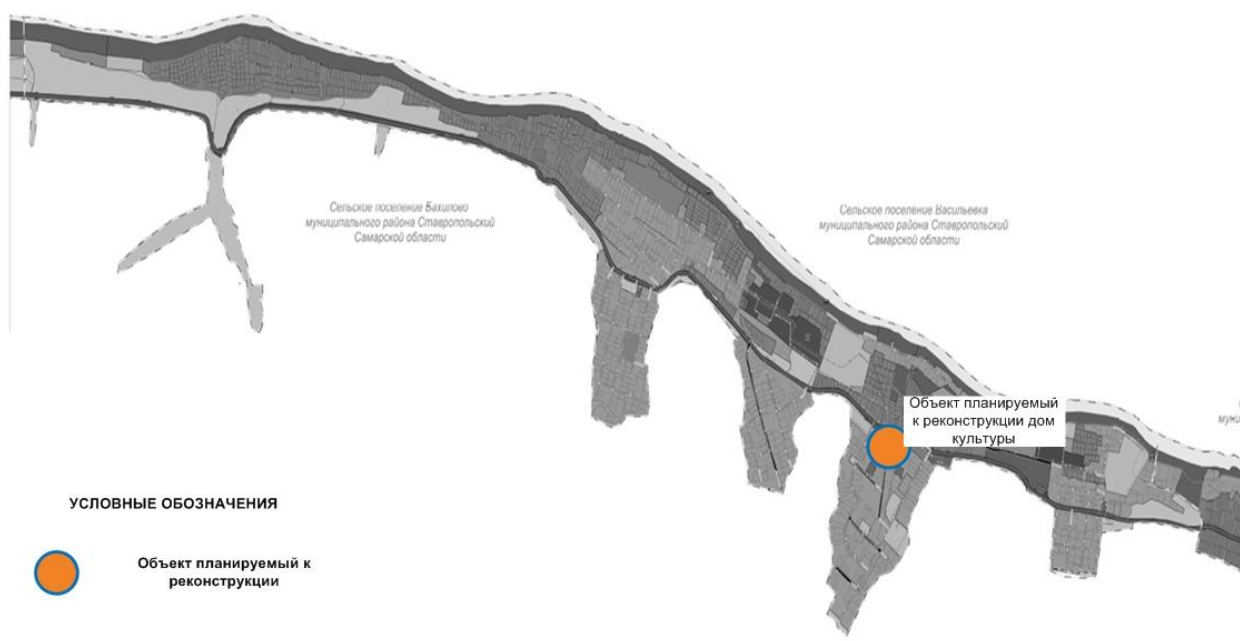 Сельское поселение Бахилово
муниципального района Ставропольский
Самарской области
Сельское поселение Васильевка
муниципального района Ставропольский
Самарской области
Объект планируемый
к реконструкции дом
культуры
УСЛОВНЫЕ ОБОЗНАЧЕНИЯ
Объект планируемый к
реконструкции